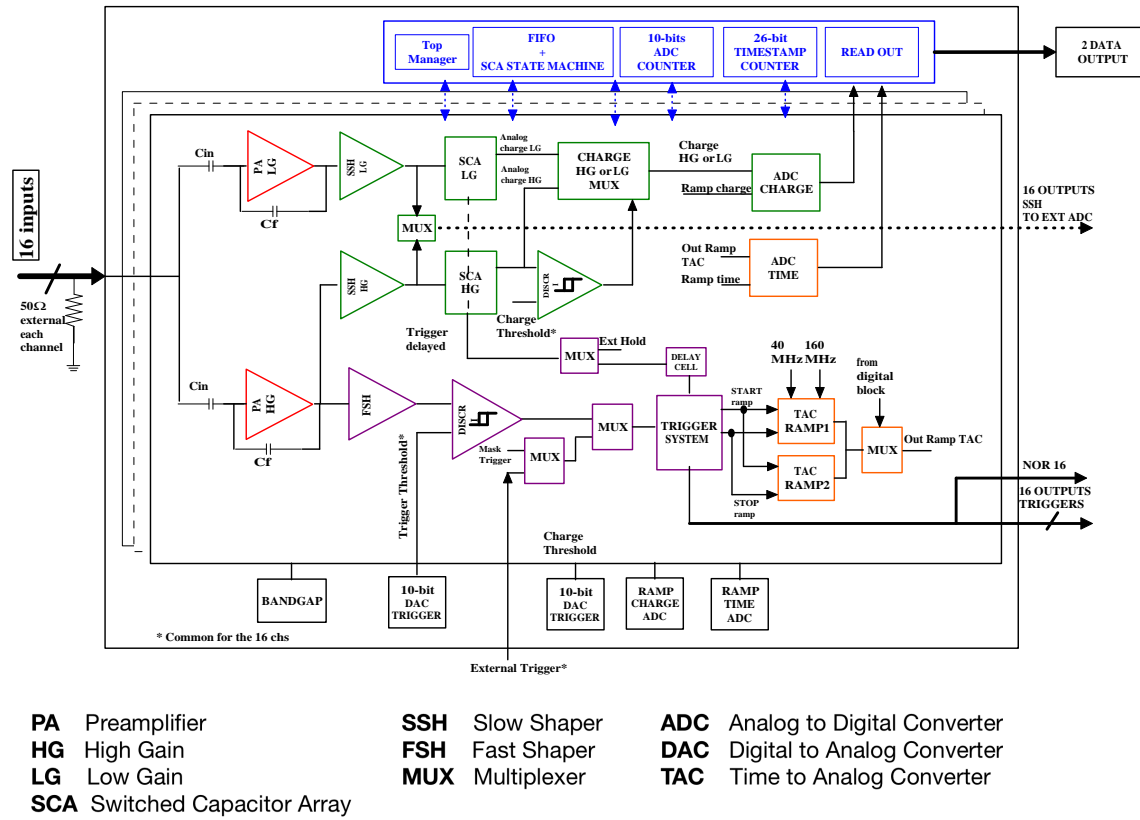 Top
Manager
FIFO
+
SCA STATE MACHINE
10-bits
ADC
COUNTER
26-bit
TIMESTAMP
COUNTER
READ OUT
2 DATA
OUTPUT
16 inputs
50Ω
external
each
channel
Cin
PA
LG
Cf
SSH
LG
SCA
LG
Analog
charge LG
Analog
charge HG
CHARGE
HG or LG
MUX
Charge
HG or LG
Ramp charge
ADC
CHARGE
MUX
16 OUTPUTS
SSH
TO EXT ADC
SSH
HG
SCA
HG
DISCRI
Charge
Threshold*
Out Ramp
TAC
Ramp time
ADC
TIME
Trigger
delayed
MUX
Ext Hold
DELAY
CELL
40
MHz
160
MHz
from
digital
block
Cin
PA
HG
Cf
FSH
DISCRI
Trigger Threshold*
Mask
Trigger
MUX
MUX
TRIGGER
SYSTEM
START
ramp
STOP
ramp
TAC
RAMP1
TAC
RAMP2
MUX
Out Ramp TAC
NOR 16
16 OUTPUTS
TRIGGERS
Charge
Threshold
BANDGAP
10-bit
DAC
TRIGGER
10-bit
DAC
TRIGGER
RAMP
CHARGE
ADC
RAMP
TIME
ADC
* Common for the 16 chs
External Trigger*
PA Preamplifier
HG High Gain
LG Low Gain
SCA Switched Capacitor Array
SSH Slow Shaper
FSH Fast Shaper
MUX Multiplexer
ADC Analog to Digital Converter
DAC Digital to Analog Converter
TAC Time to Analog Converter